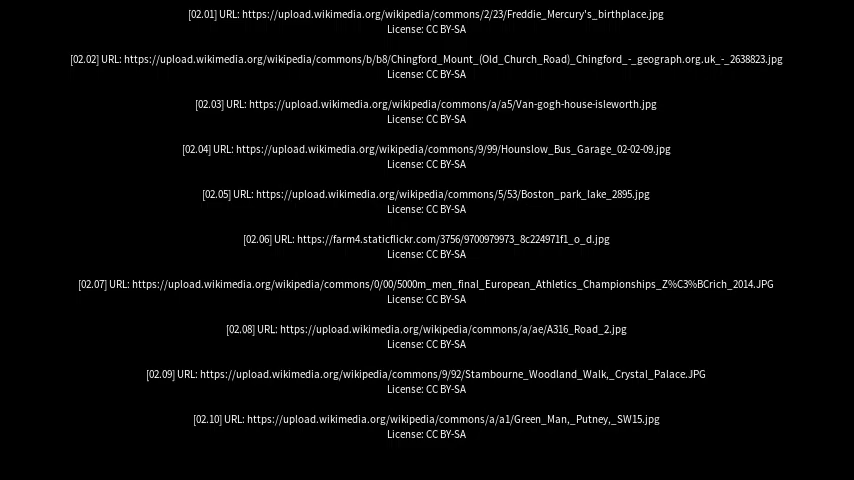 [02.01] URL: https://upload.wikimedia.org/wikipedia/commons/2/23/Freddie_Mercury's_birthplace.jpg
License: CC BY-SA
[02.02] URL: https://upload.wikimedia.org/wikipedia/commons/b/b8/Chingford_Mount_(Old_Church_Road)_Chingford_-_geograph.org.uk_-_2638823.jpg
License: CC BY-SA
[02.03] URL: https://upload.wikimedia.org/wikipedia/commons/a/a5/Van-gogh-house-isleworth.jpg
License: CC BY-SA
[02.04] URL: https://upload.wikimedia.org/wikipedia/commons/9/99/Hounslow_Bus_Garage_02-02-09.jpg
License: CC BY-SA
[02.05] URL: https://upload.wikimedia.org/wikipedia/commons/5/53/Boston_park_lake_2895.jpg
License: CC BY-SA
[02.06] URL: https://farm4.staticflickr.com/3756/9700979973_8c224971f1_o_d.jpg
License: CC BY-SA
[02.07] URL: https://upload.wikimedia.org/wikipedia/commons/0/00/5000m_men_final_European_Athletics_Championships_Z%C3%BCrich_2014.JPG
License: CC BY-SA
[02.08] URL: https://upload.wikimedia.org/wikipedia/commons/a/ae/A316_Road_2.jpg
License: CC BY-SA
[02.09] URL: https://upload.wikimedia.org/wikipedia/commons/9/92/Stambourne_Woodland_Walk,_Crystal_Palace.JPG
License: CC BY-SA
[02.10] URL: https://upload.wikimedia.org/wikipedia/commons/a/a1/Green_Man,_Putney,_SW15.jpg
License: CC BY-SA